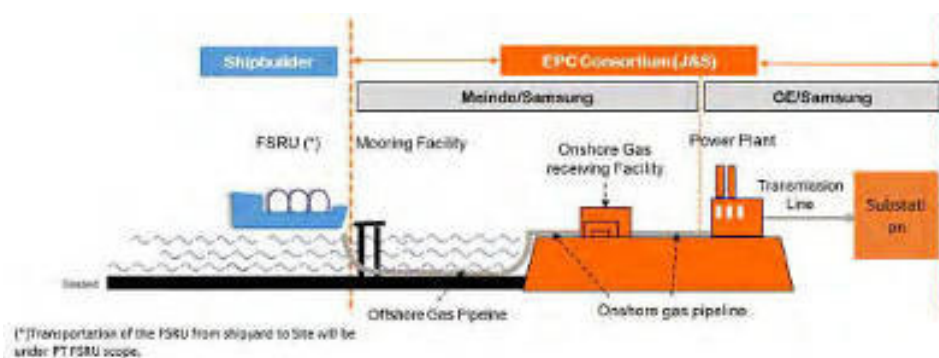 Shipbuilder
EPC Consortium (J&S)
Meindo/Samsung
GE/Samsung
FSRU (*)
Mooring Facility
Onshore Gas
receiving Facility
Power Plant
Transmission
Line
Substati
on
Seabed
Offshore Gas Pipeline
Onshore gas pipeline
(*)Transportation of the FSRU from shipyard to Site will be
under PT FSRU scope.